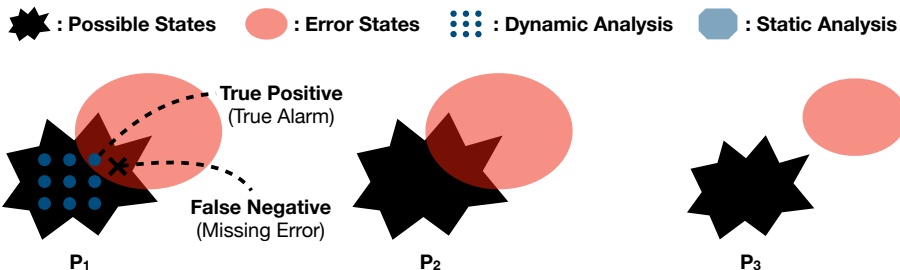 : Possible States : Error States : Dynamic Analysis : Static Analysis
True Positive
(True Alarm)
False Negative
(Missing Error)
P₁ P₂ P₃